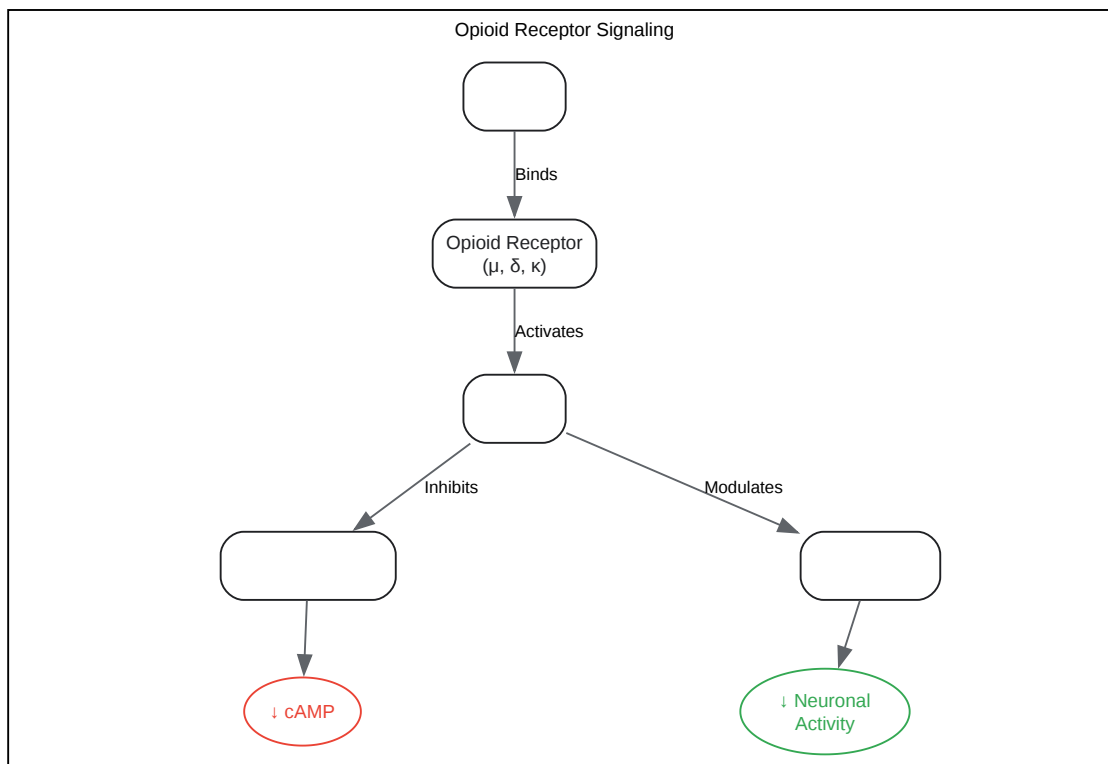 Opioid Receptor Signaling
Binds
Opioid Receptor
(μ, δ, κ)
Activates
Inhibits
Modulates
↓ cAMP
↓ Neuronal
Activity